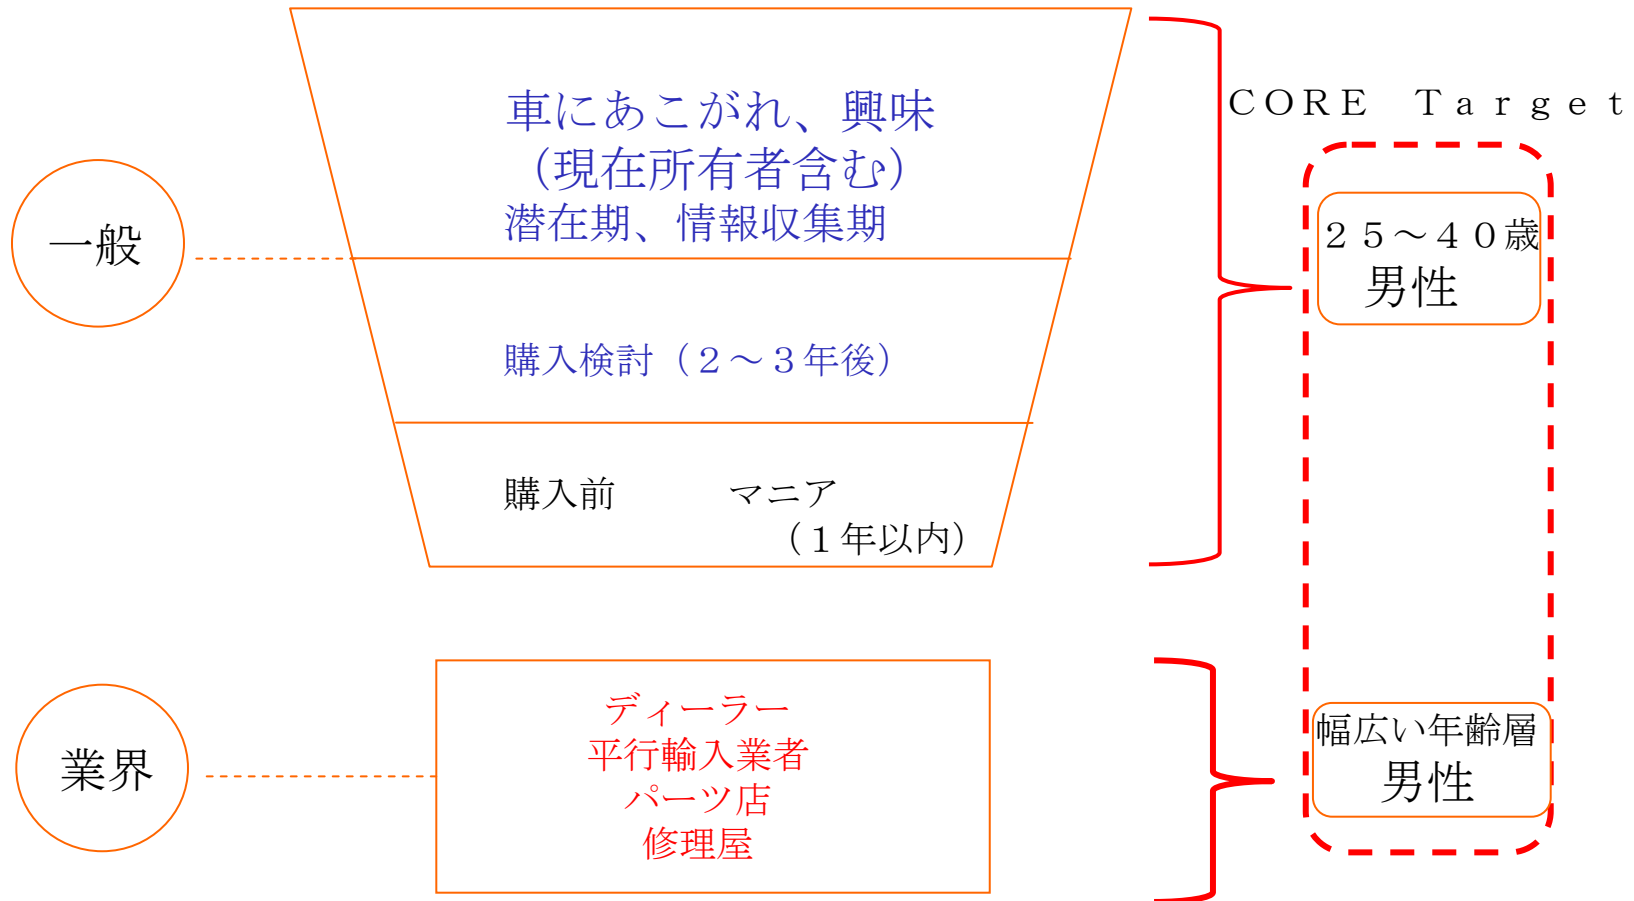 一般
車にあこがれ、興味
（現在所有者含む）
潜在期、情報収集期
購入検討（２～３年後）
購入前　　　マニア
（１年以内）
ＣＯＲＥ　Ｔａｒｇｅｔ
２５～４０歳
男性
業界
ディーラー
平行輸入業者
パーツ店
修理屋
幅広い年齢層
男性